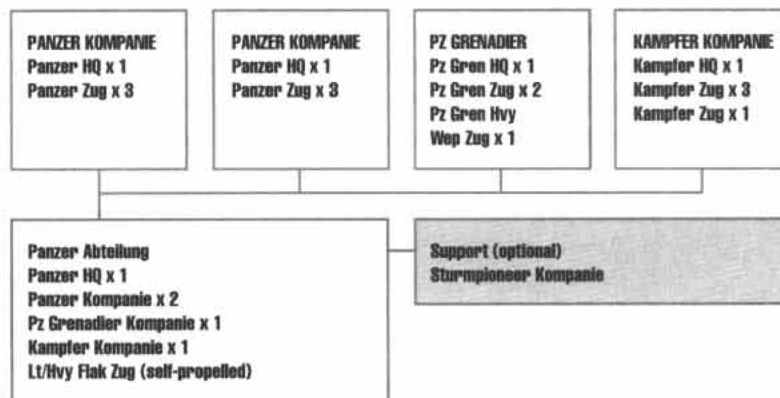 PANZER KOMPANIE
Panzer HQ x 1
Panzer Zug x 3
PANZER KOMPANIE
Panzer HQ x 1
Panzer Zug x 3
PZ GRENADIER
Pz Gren HQ x 1
Pz Gren Zug x 2
Pz Gren Hvy
Wep Zug x 1
KAMPFER KOMPANIE
Kampfer HQ x 1
Kampfer Zug x 3
Kampfer Zug x 1
Panzer Abteilung
Panzer HQ x 1
Panzer Kompanie x 2
Pz Grenadier Kompanie x 1
Kampfer Kompanie x 1
Lt/Hvy Flak Zug (self-propelled)
Support (optional)
Sturmpioneer Kompanie